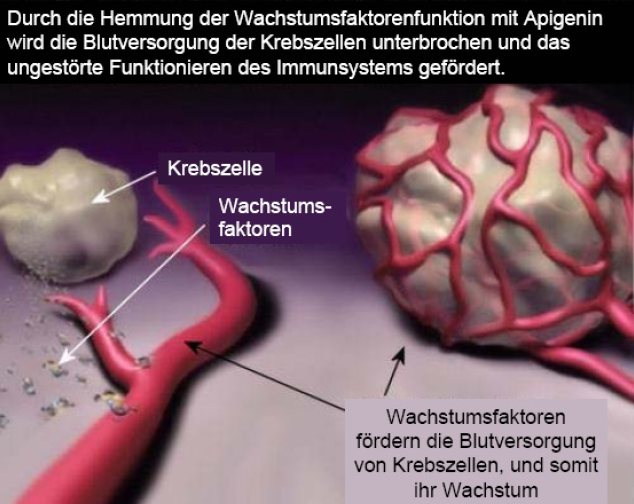 Durch die Hemmung der Wachstumsfaktorenfunktion mit Apigenin
wird die Blutversorgung der Krebszellen unterbrochen und das
ungestörte Funktionieren des Immunsystems gefördert.
Krebszelle
Wachstums-
faktoren
Wachstumsfaktoren
fördern die Blutversorgung
von Krebszellen, und somit
ihr Wachstum